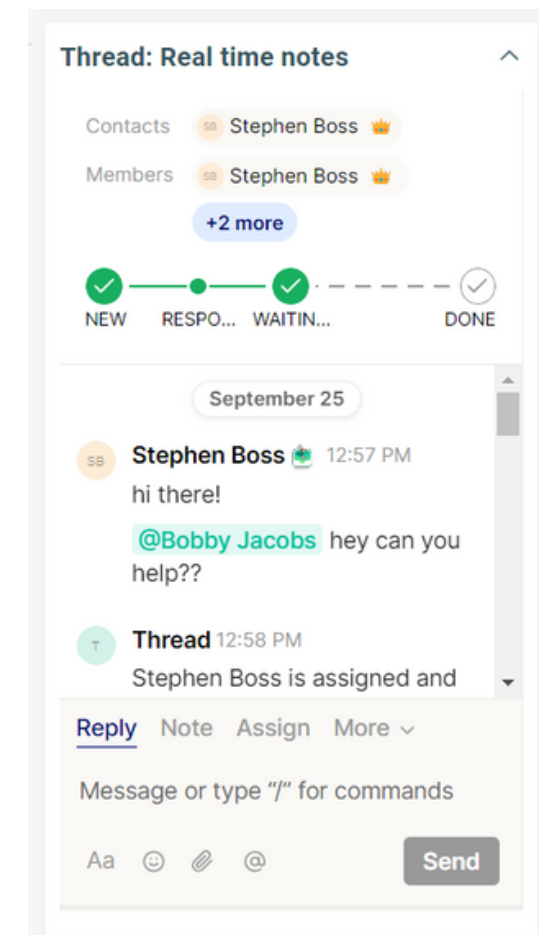 Thread: Real time notes
Contacts SB Stephen Boss
Members SB Stephen Boss
+2 more
NEW RESPO... WAITIN... DONE
September 25
SB Stephen Boss 12:57 PM
hi there!
@Bobby Jacobs hey can you
help??
T Thread 12:58 PM
Stephen Boss is assigned and
Reply Note Assign More
Message or type “/” for commands
Aa @ Send